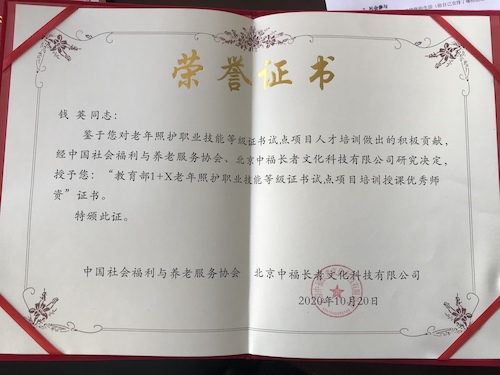 荣誉证书
钱 英同志：
鉴于您对老年照护职业技能等级证书试点项目人才培训做出的积极贡献，
经中国社会福利与养老服务协会，北京中福长者文化科技有限公司研究决定，
授予您：“教育部1+X老年照护职业技能等级证书试点项目培训授课优秀师
资”证书。
特颁此证。
中国社会福利与养老服务协会 北京中福长者文化科技有限公司
2020年10月20日